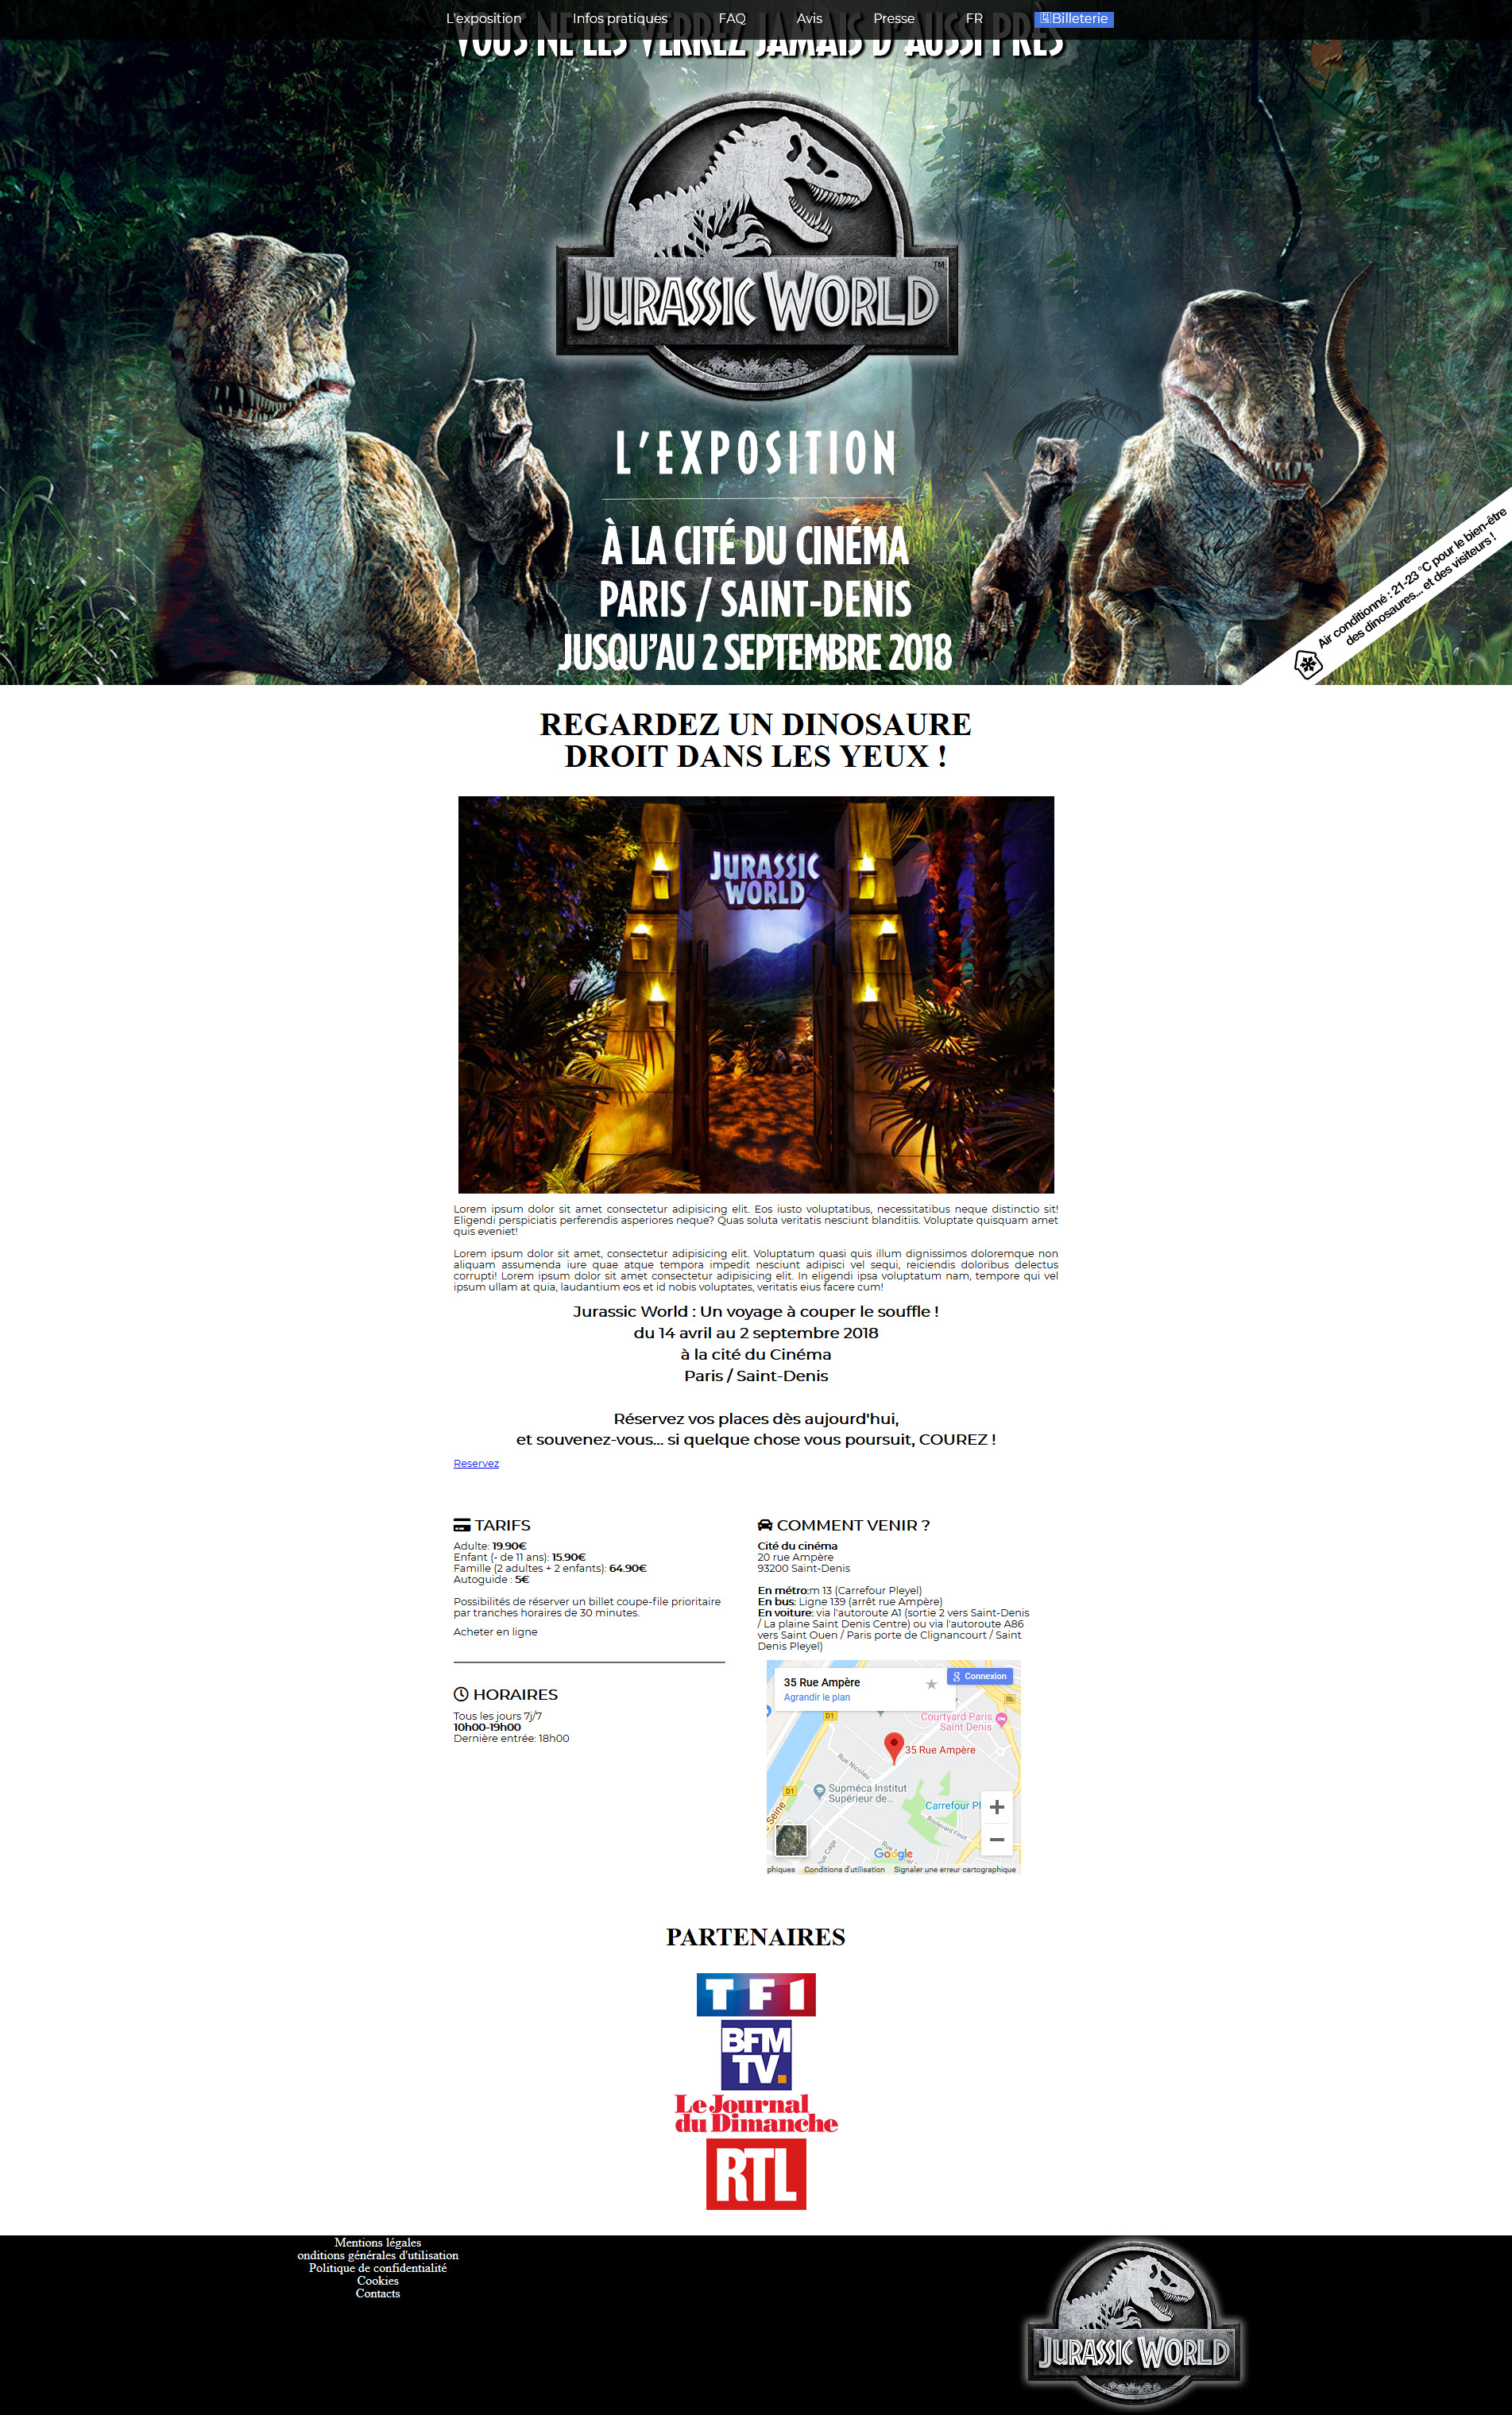 L'exposition Infos pratiques FAQ Avis Presse FR Billeterie
VOUS NE LES VERREZ JAMAIS D'AUSSI PRÈS
JURASSIC WORLD
TM
L'EXPOSITION
À LA CITÉ DU CINÉMA
PARIS / SAINT-DENIS
JUSQU'AU 2 SEPTEMBRE 2018
Air conditionné : 21-23 °C pour le bien-être
des dinosaures... et des visiteurs !
REGARDEZ UN DINOSAURE
DROIT DANS LES YEUX !
JURASSIC
WORLD
Lorem ipsum dolor sit amet consectetur adipisicing elit. Eos iusto voluptatibus, necessitatibus neque distinctio sit!
Eligendi perspiciatis perferendis asperiores neque? Quas soluta veritatis nesciunt blanditiis. Voluptate quisquam amet
quis eveniet!
Lorem ipsum dolor sit amet, consectetur adipisicing elit. Voluptatum quasi quis illum dignissimos doloremque non
aliquam assumenda iure quae atque tempora impedit nesciunt adipisci vel sequi, reiciendis doloribus delectus
corrupti! Lorem ipsum dolor sit amet consectetur adipisicing elit. In eligendi ipsa voluptatum nam, tempore qui vel
ipsum ullam at quia, laudantium eos et id nobis voluptates, veritatis eius facere cum!
Jurassic World : Un voyage à couper le souffle !
du 14 avril au 2 septembre 2018
à la cité du Cinéma
Paris / Saint-Denis
Réservez vos places dès aujourd'hui,
et souvenez-vous... si quelque chose vous poursuit, COUREZ !
Reservez
TARIFS
Adulte: 19.90€
Enfant (- de 11 ans): 15.90€
Famille (2 adultes + 2 enfants): 64.90€
Autoguide : 5€
Possibilités de réserver un billet coupe-file prioritaire
par tranches horaires de 30 minutes.
Acheter en ligne
HORAIRES
Tous les jours 7j/7
10h00-19h00
Dernière entrée: 18h00
COMMENT VENIR ?
Cité du cinéma
20 rue Ampère
93200 Saint-Denis
En métro:m 13 (Carrefour Pleyel)
En bus: Ligne 139 (arrêt rue Ampère)
En voiture: via l'autoroute A1 (sortie 2 vers Saint-Denis
/ La plaine Saint Denis Centre) ou via l'autoroute A86
vers Saint Ouen / Paris porte de Clignancourt / Saint
Denis Pleyel)
35 Rue Ampère
Agrandir le plan
Connexion
8b
D1
Courtyard Paris
Saint Denis
35 Rue Ampère
Rue Nicolau
D1
Supméca Institut
Supérieur de...
Carrefour Pl
Seine
Boulevard Finot
Rue Cage
Google
phiques Conditions d'utilisation Signaler une erreur cartographique
PARTENAIRES
TF1
BFM
TV.
Le Journal
du Dimanche
RTL
Mentions légales
onditions générales d'utilisation
Politique de confidentialité
Cookies
Contacts
JURASSIC WORLD